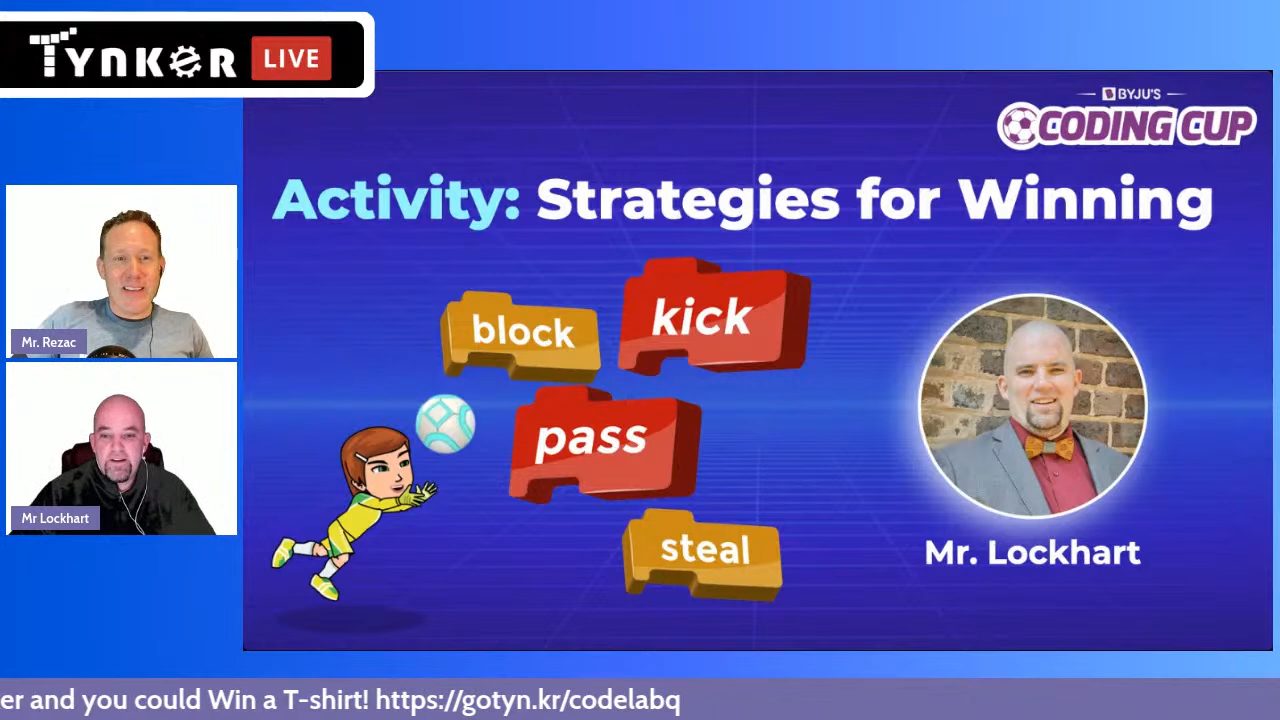 TYNKER LIVE
BYJU'S
CODING CUP
Activity: Strategies for Winning
block
kick
pass
steal
Mr. Lockhart
Mr. Rezac
Mr Lockhart
er and you could Win a T-shirt! https://gotyn.kr/codelabq